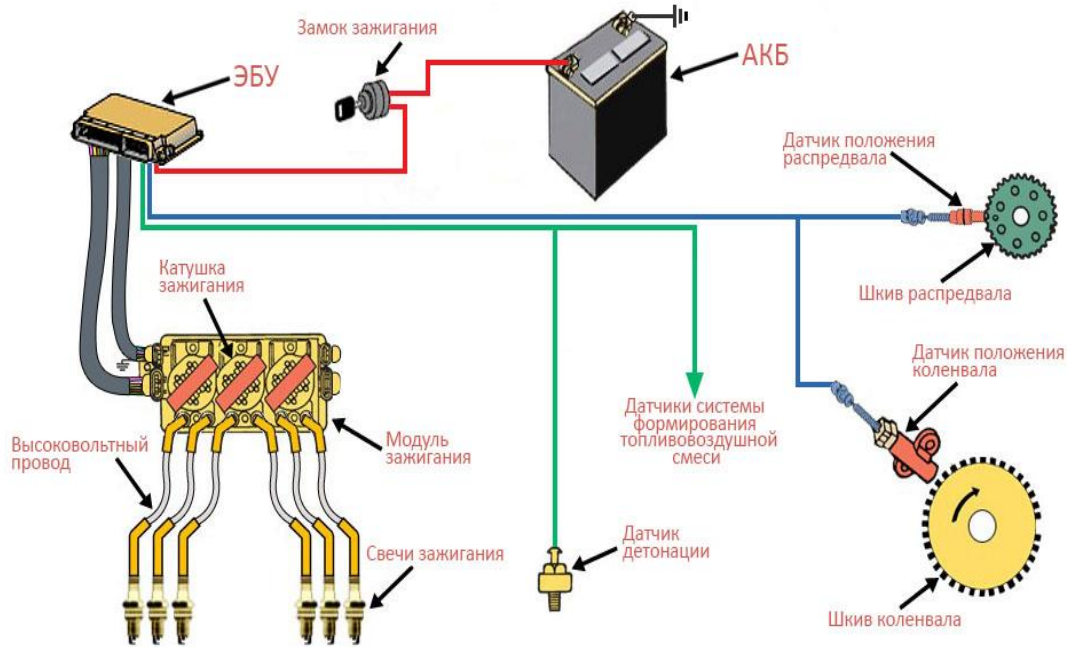 Замок зажигания
АКБ
ЭБУ
Датчик положения
распредвала
Шкив распредвала
Катушка
зажигания
Датчик положения
коленвала
Датчики системы
формирования
топливовоздушной
смеси
Высоковольтный
провод
Модуль
зажигания
Свечи зажигания
Датчик
детонации
Шкив коленвала